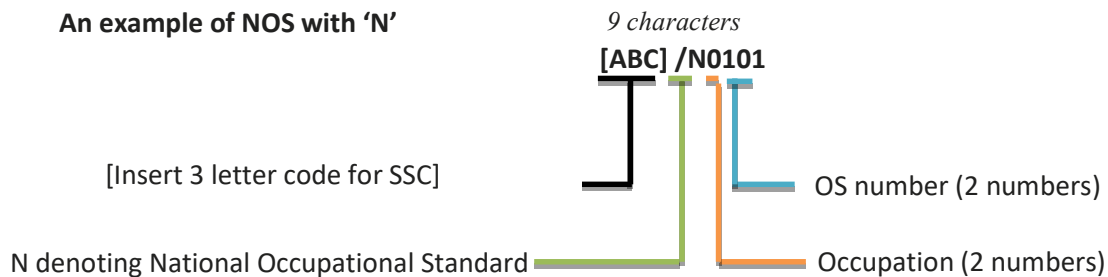 An example of NOS with ‘N’
9 characters
[ABC] /N0101
[Insert 3 letter code for SSC]
OS number (2 numbers)
N denoting National Occupational Standard
Occupation (2 numbers)